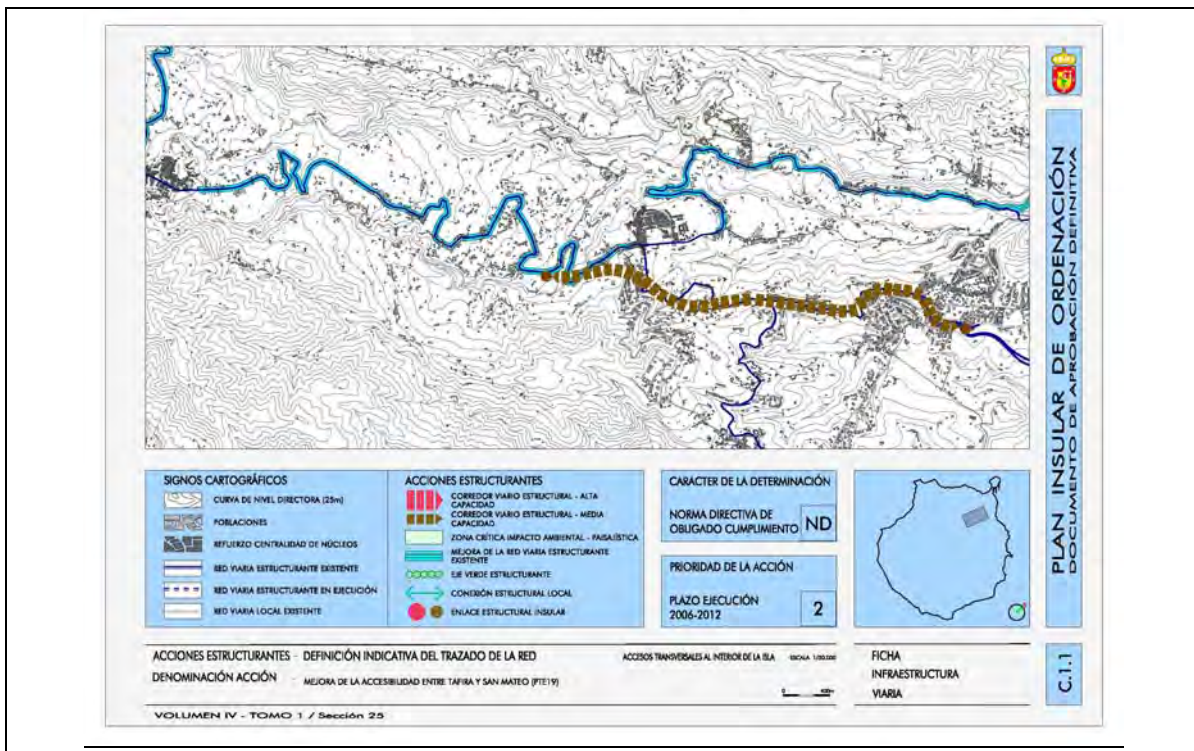 PLAN INSULAR DE ORDENACIÓN
DOCUMENTO DE APROBACIÓN DEFINITIVA
SIGNOS CARTOGRÁFICOS
CURVA DE NIVEL DIRECTORA (25m)
POBLACIONES
REFUERZO CENTRALIDAD DE NÚCLEOS
RED VIARIA ESTRUCTURANTE EXISTENTE
RED VIARIA ESTRUCTURANTE EN EJECUCIÓN
RED VIARIA LOCAL EXISTENTE
ACCIONES ESTRUCTURANTES
CORREDOR VIARIO ESTRUCTURAL - ALTA
CAPACIDAD
CORREDOR VIARIO ESTRUCTURAL - MEDIA
CAPACIDAD
ZONA CRÍTICA IMPACTO AMBIENTAL - PAISAJÍSTICA
MEJORA DE LA RED VIARIA ESTRUCTURANTE
EXISTENTE
EJE VERDE ESTRUCTURANTE
CONEXIÓN ESTRUCTURAL LOCAL
ENLACE ESTRUCTURAL INSULAR
CARACTER DE LA DETERMINACIÓN
NORMA DIRECTIVA DE
OBLIGADO CUMPLIMIENTO ND
PRIORIDAD DE LA ACCIÓN
PLAZO EJECUCIÓN
2006-2012 2
ACCIONES ESTRUCTURANTES - DEFINICIÓN INDICATIVA DEL TRAZADO DE LA RED
ACCESOS TRANSVERSALES AL INTERIOR DE LA ISLA ESCALA
DENOMINACIÓN ACCIÓN MEJORA DE LA ACCESIBILIDAD ENTRE TAFIRA Y SAN MATEO (PTE19)
0
FICHA
INFRAESTRUCTURA
VIARIA
C.1.1
VOLUMEN IV - TOMO 1 / Sección 25